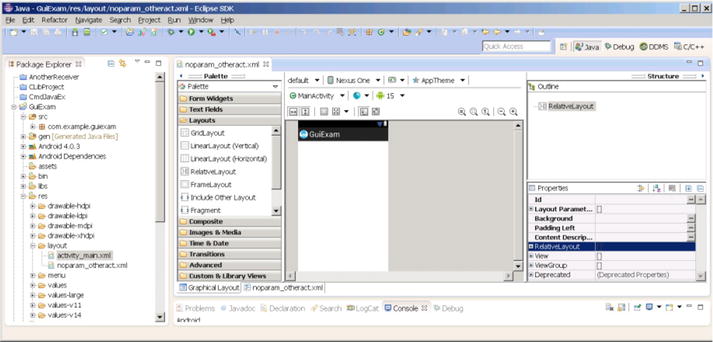 Java - GuiExam/res/layout/noparam_otheract.xml - Eclipse SDK
File Edit Refactor Navigate Search Project Run Window Help
Quick Access
Java Debug DDMS C/C++
Package Explorer
AnotherReceiver
CLibProject
CmdJavaEx
GuiExam
src
com.example.guiexam
gen [Generated Java Files]
Android 4.0.3
Android Dependencies
assets
bin
libs
res
drawable-hdpi
drawable-ldpi
drawable-mdpi
drawable-xhdpi
layout
activity_main.xml
noparam_otheract.xml
menu
values
values-large
values-v11
values-v14
noparam_otheract.xml
Palette
Palette
Form Widgets
Text Fields
Layouts
GridLayout
LinearLayout (Vertical)
LinearLayout (Horizontal)
RelativeLayout
FrameLayout
Include Other Layout
Fragment
Composite
Images & Media
Time & Date
Transitions
Advanced
Custom & Library Views
default Nexus One AppTheme
MainActivity 15
GuiExam
Graphical Layout noparam_otheract.xml
Structure
Outline
RelativeLayout
Properties
Id
Layout Paramet... []
Background
Padding Left
Content Descrip...
RelativeLayout
View []
ViewGroup []
Deprecated (Deprecated Properties)
Problems Javadoc Declaration Search LogCat Console Debug
Android